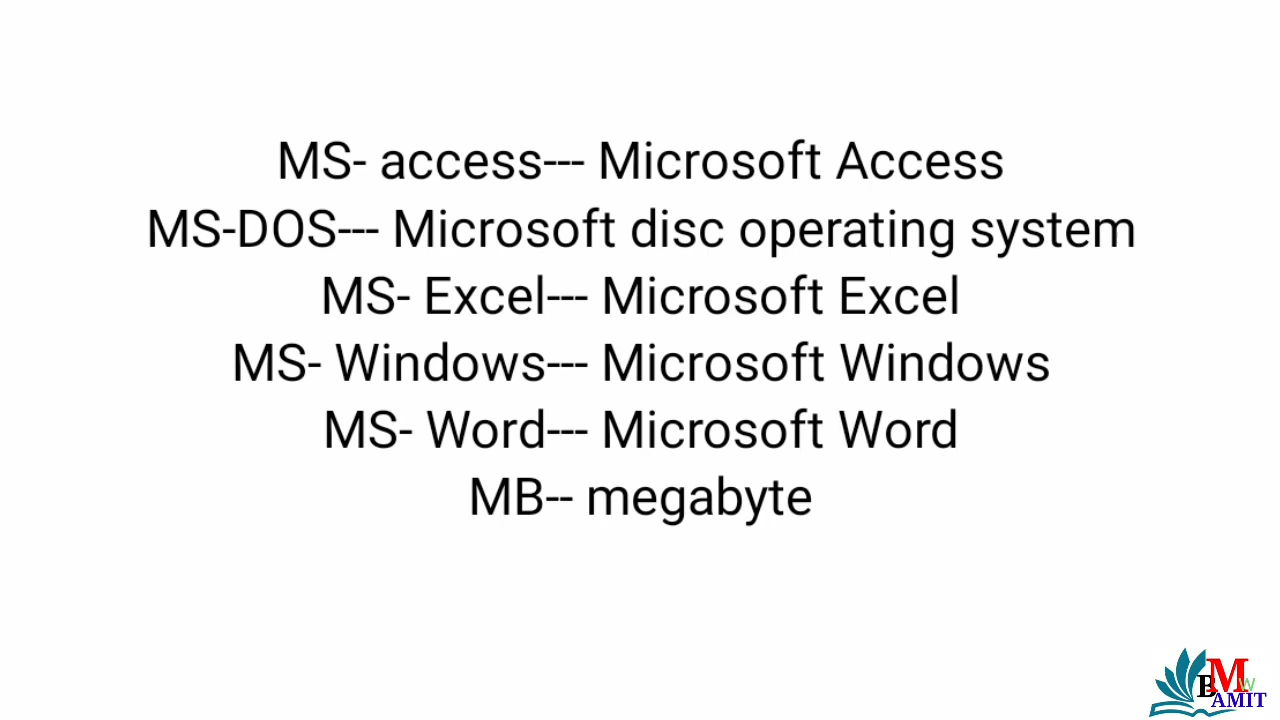 MS- access--- Microsoft Access
MS-DOS--- Microsoft disc operating system
MS- Excel--- Microsoft Excel
MS- Windows--- Microsoft Windows
MS- Word--- Microsoft Word
MB-- megabyte
B M W
AMIT